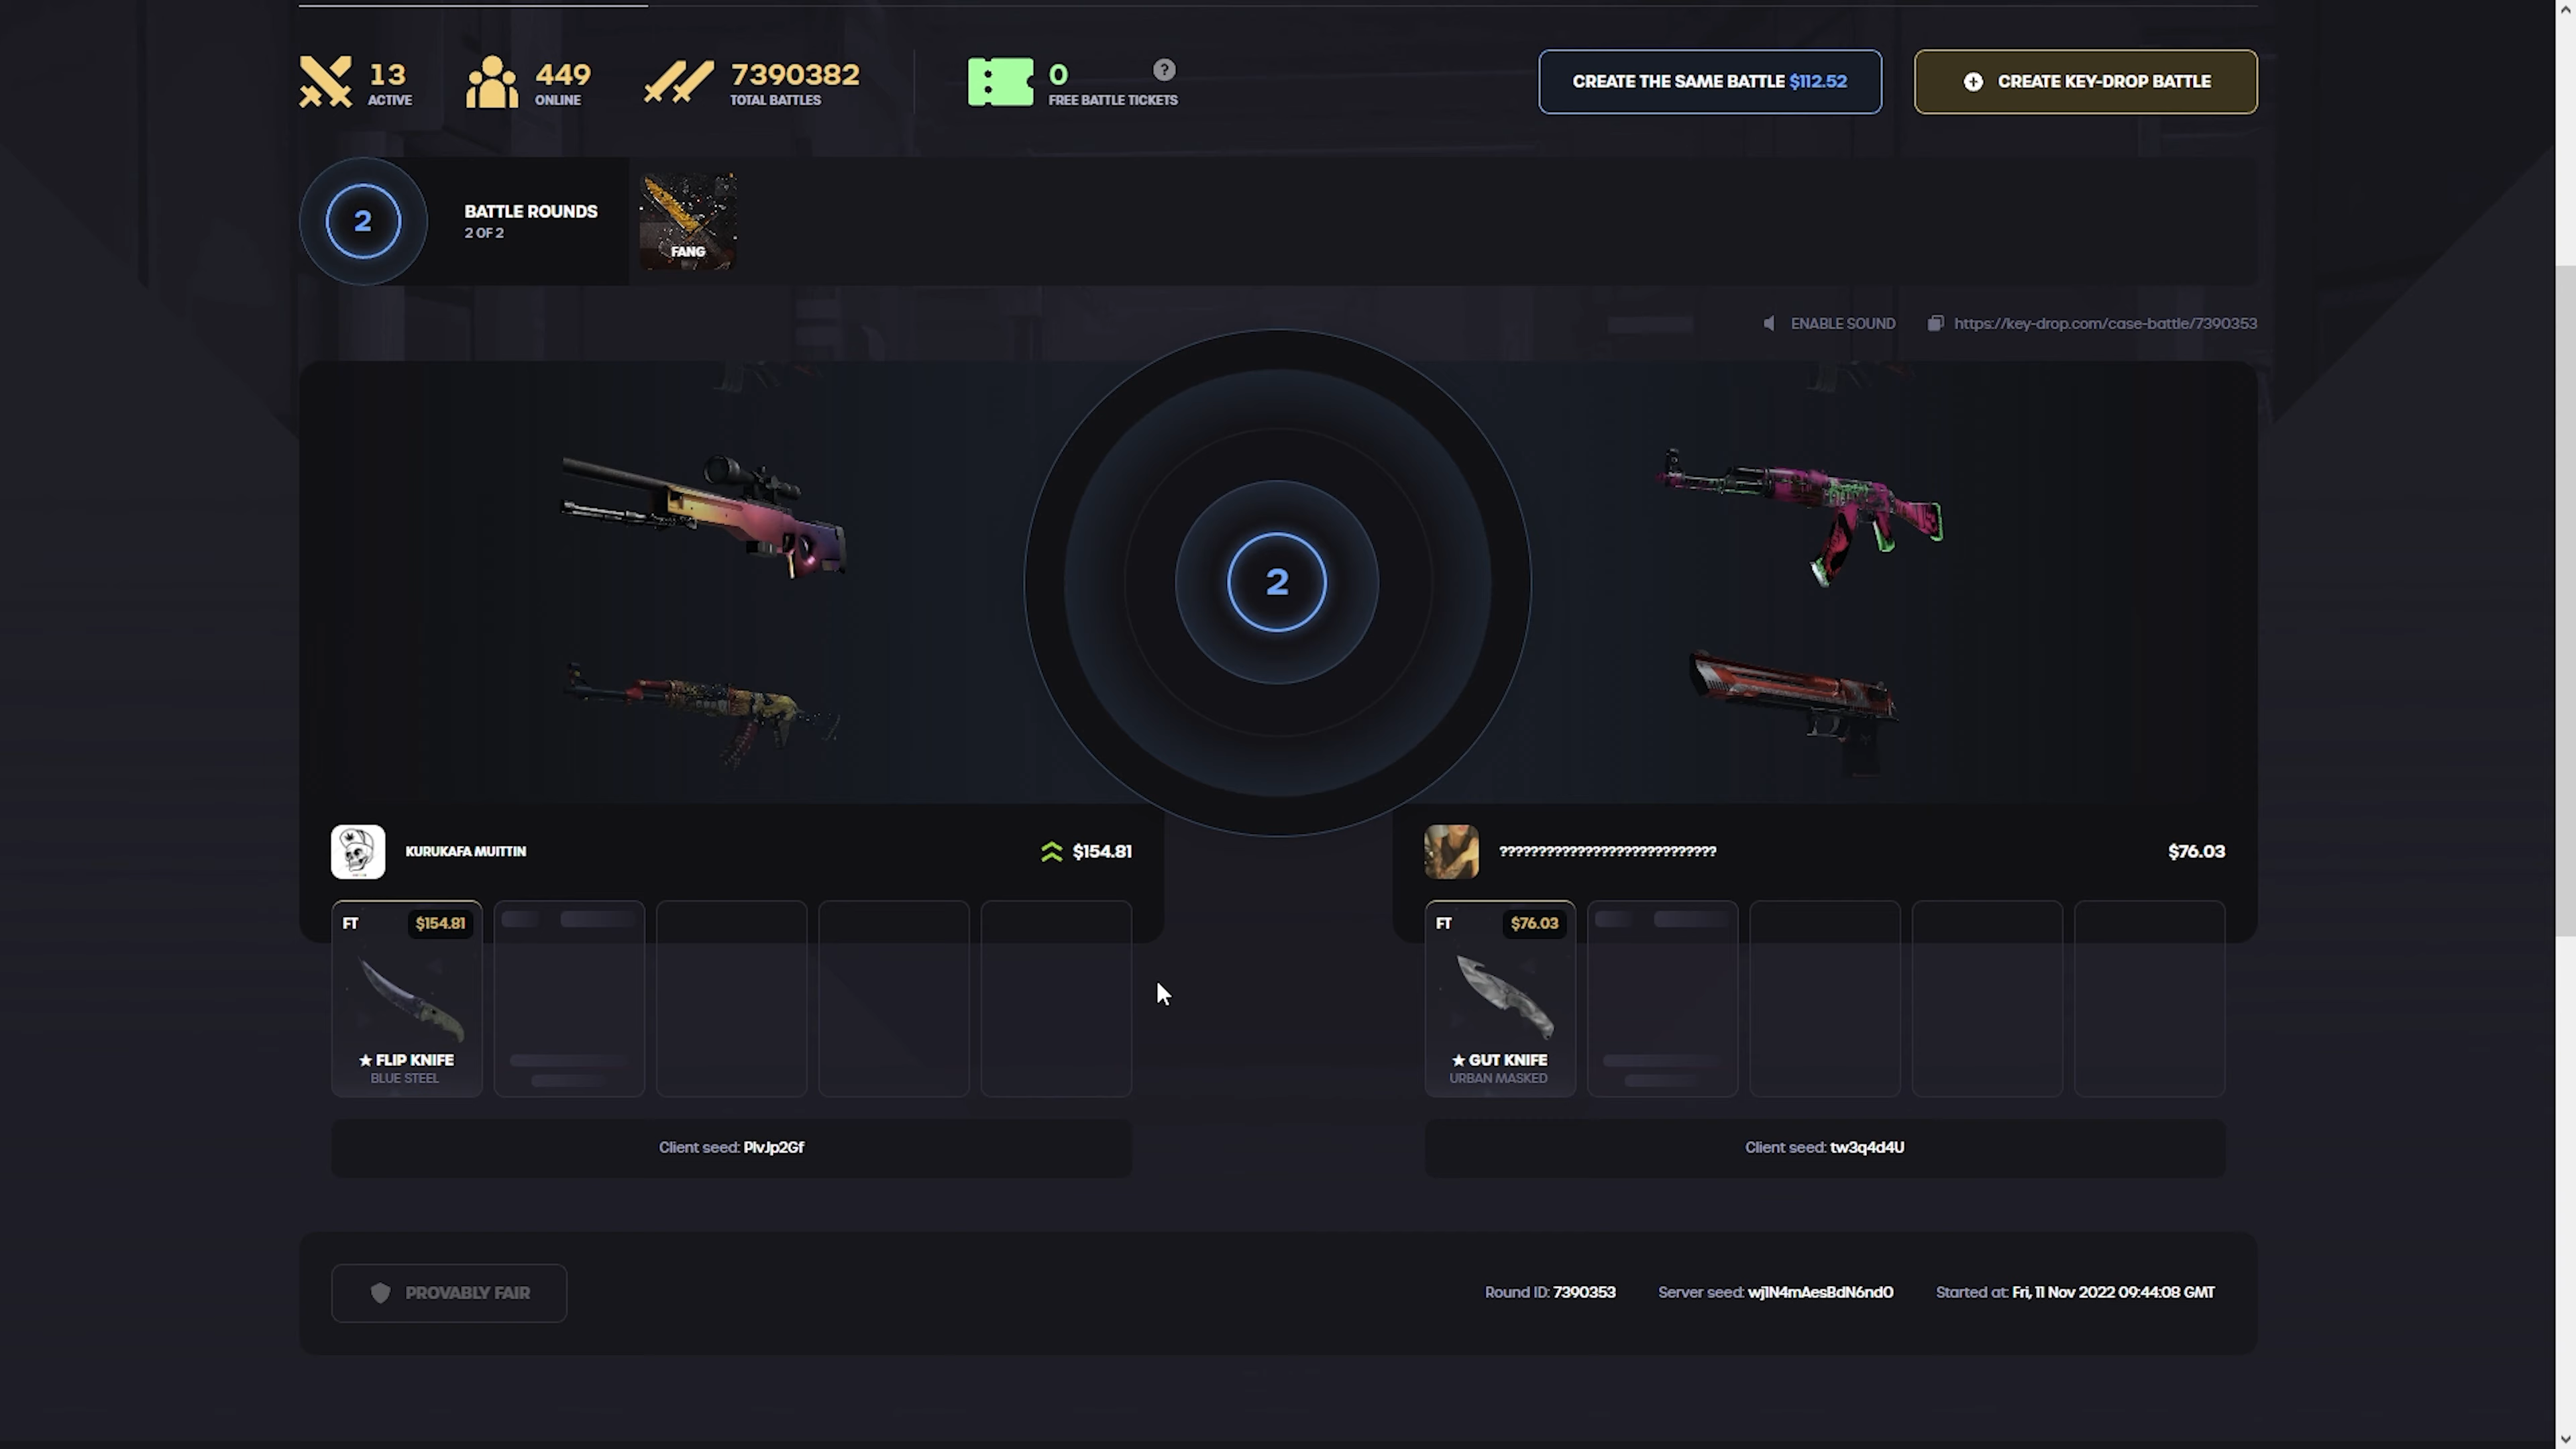 13
ACTIVE
449
ONLINE
7390382
TOTAL BATTLES
0
?
FREE BATTLE TICKETS
CREATE THE SAME BATTLE $112.52
CREATE KEY-DROP BATTLE
2
BATTLE ROUNDS
2 OF 2
FANG
ENABLE SOUND
https://key-drop.com/case-battle/7390353
2
KURUKAFA MUITTIN
$154.81
???????????????????????????
$76.03
FT
$154.81
★ FLIP KNIFE
BLUE STEEL
FT
$76.03
★ GUT KNIFE
URBAN MASKED
Client seed: PlvJp2Gf
Client seed: tw3q4d4U
PROVABLY FAIR
Round ID: 7390353
Server seed: wj1N4mAesBdN6ndO
Started at: Fri, 11 Nov 2022 09:44:08 GMT